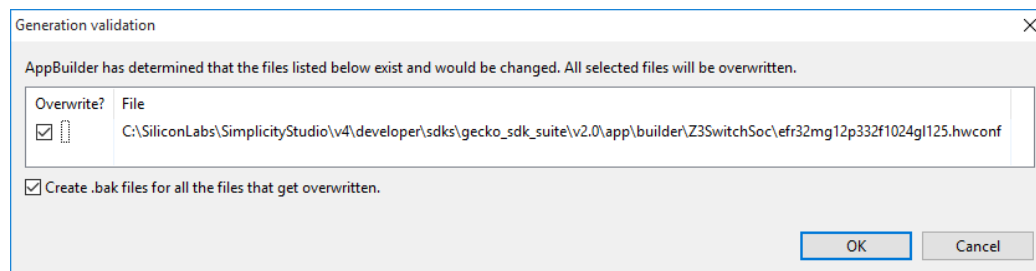 Generation validation
AppBuilder has determined that the files listed below exist and would be changed. All selected files will be overwritten.
Overwrite? File
C:\SiliconLabs\SimplicityStudio\v4\developer\sdks\gecko_sdk_suite\v2.0\app\builder\Z3SwitchSoc\efr32mg12p332f1024gl125.hwconf
Create .bak files for all the files that get overwritten.
OK Cancel